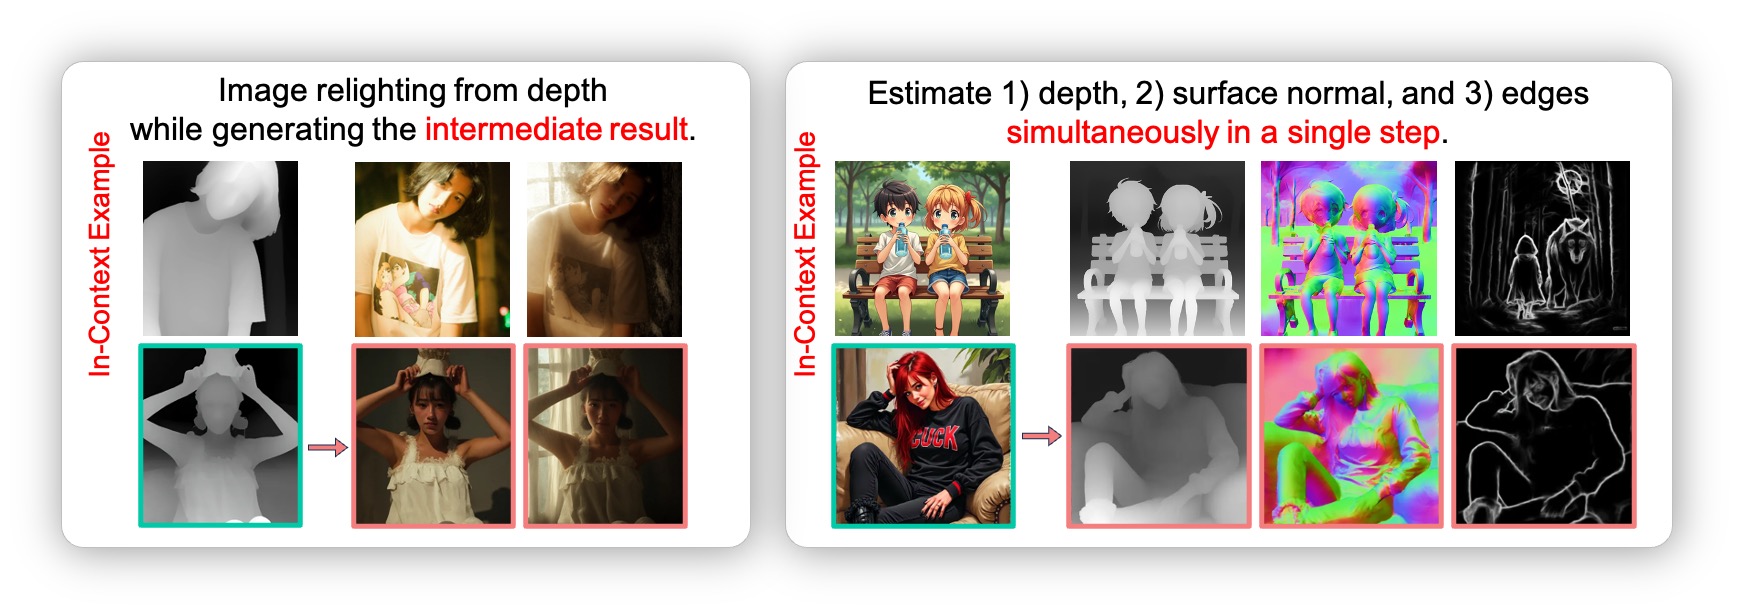 Image relighting from depth
while generating the intermediate result.
In-Context Example
Estimate 1) depth, 2) surface normal, and 3) edges
simultaneously in a single step.
In-Context Example
CUCK